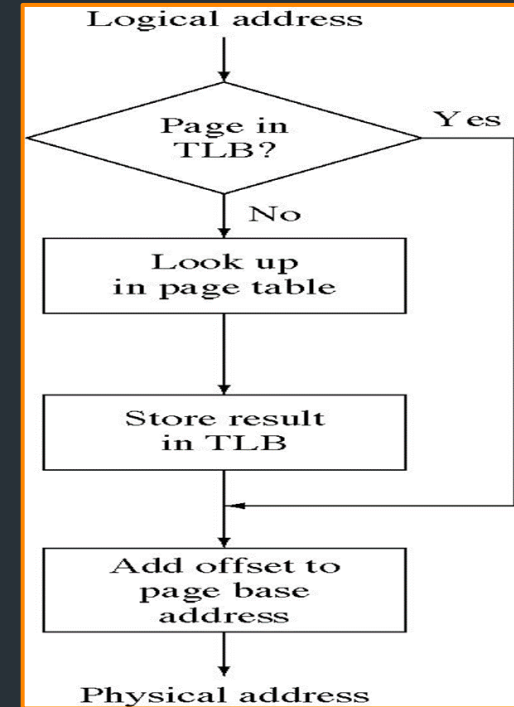 Logical address
Page in
TLB?
Yes
No
Look up
in page table
Store result
in TLB
Add offset to
page base
address
Physical address